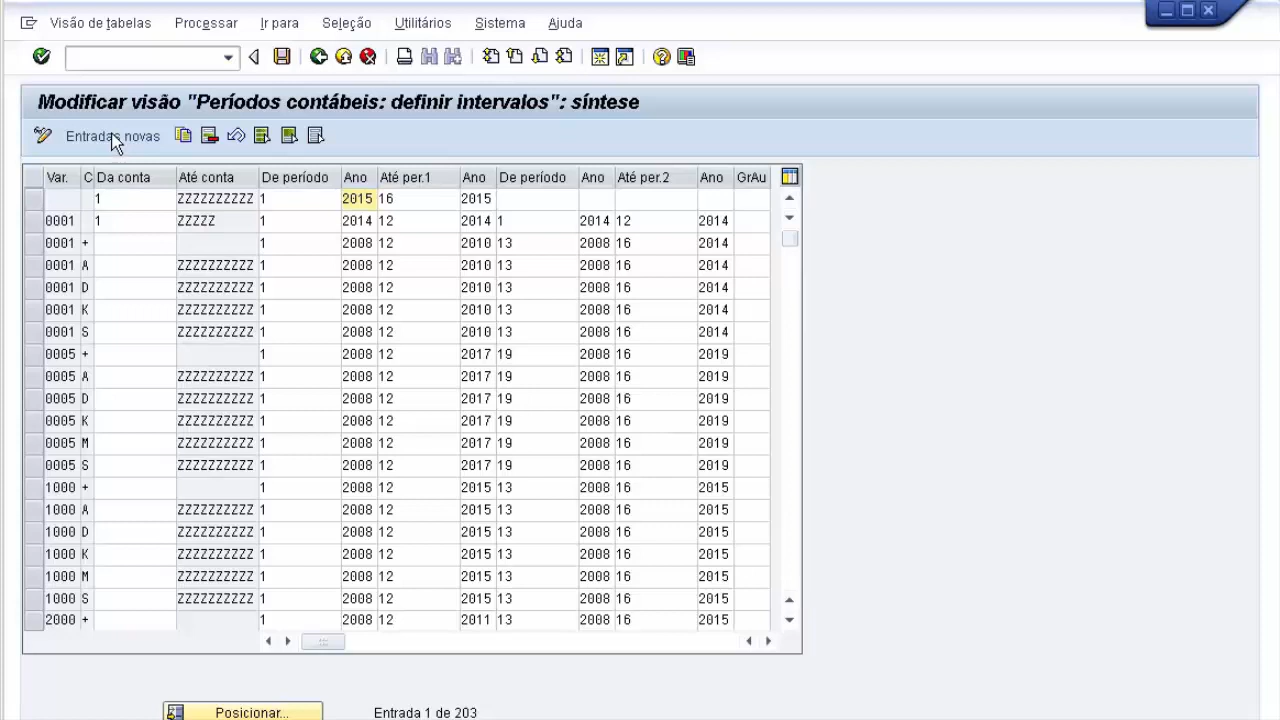 Visão de tabelas Processar Ir para Seleção Utilitários Sistema Ajuda
Modificar visão "Períodos contábeis: definir intervalos": síntese
Entradas novas
Var. C Da conta Até conta De período Ano Até per.1 Ano De período Ano Até per.2 Ano GrAu
1 ZZZZZZZZZZ 1 2015 16 2015
0001 1 ZZZZZ 1 2014 12 2014 1 2014 12 2014
0001 + 1 2008 12 2010 13 2008 16 2014
0001 A ZZZZZZZZZZ 1 2008 12 2010 13 2008 16 2014
0001 D ZZZZZZZZZZ 1 2008 12 2010 13 2008 16 2014
0001 K ZZZZZZZZZZ 1 2008 12 2010 13 2008 16 2014
0001 S ZZZZZZZZZZ 1 2008 12 2010 13 2008 16 2014
0005 + 1 2008 12 2017 19 2008 16 2019
0005 A ZZZZZZZZZZ 1 2008 12 2017 19 2008 16 2019
0005 D ZZZZZZZZZZ 1 2008 12 2017 19 2008 16 2019
0005 K ZZZZZZZZZZ 1 2008 12 2017 19 2008 16 2019
0005 M ZZZZZZZZZZ 1 2008 12 2017 19 2008 16 2019
0005 S ZZZZZZZZZZ 1 2008 12 2017 19 2008 16 2019
1000 + 1 2008 12 2015 13 2008 16 2015
1000 A ZZZZZZZZZZ 1 2008 12 2015 13 2008 16 2015
1000 D ZZZZZZZZZZ 1 2008 12 2015 13 2008 16 2015
1000 K ZZZZZZZZZZ 1 2008 12 2015 13 2008 16 2015
1000 M ZZZZZZZZZZ 1 2008 12 2015 13 2008 16 2015
1000 S ZZZZZZZZZZ 1 2008 12 2015 13 2008 16 2015
2000 + 1 2008 12 2011 13 2008 16 2015
Posicionar... Entrada 1 de 203